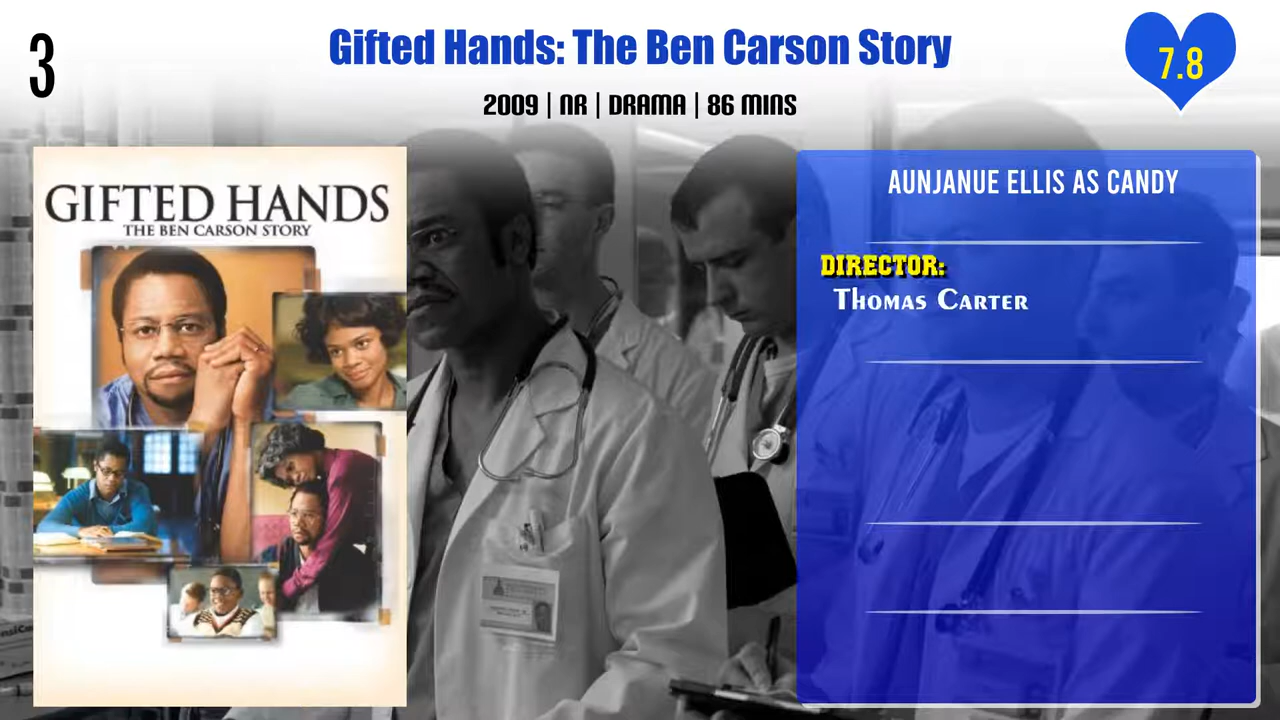 3
Gifted Hands: The Ben Carson Story
7.8
2009 | NR | DRAMA | 86 MINS
GIFTED HANDS
THE BEN CARSON STORY
AUNJANUE ELLIS AS CANDY
DIRECTOR:
Thomas Carter